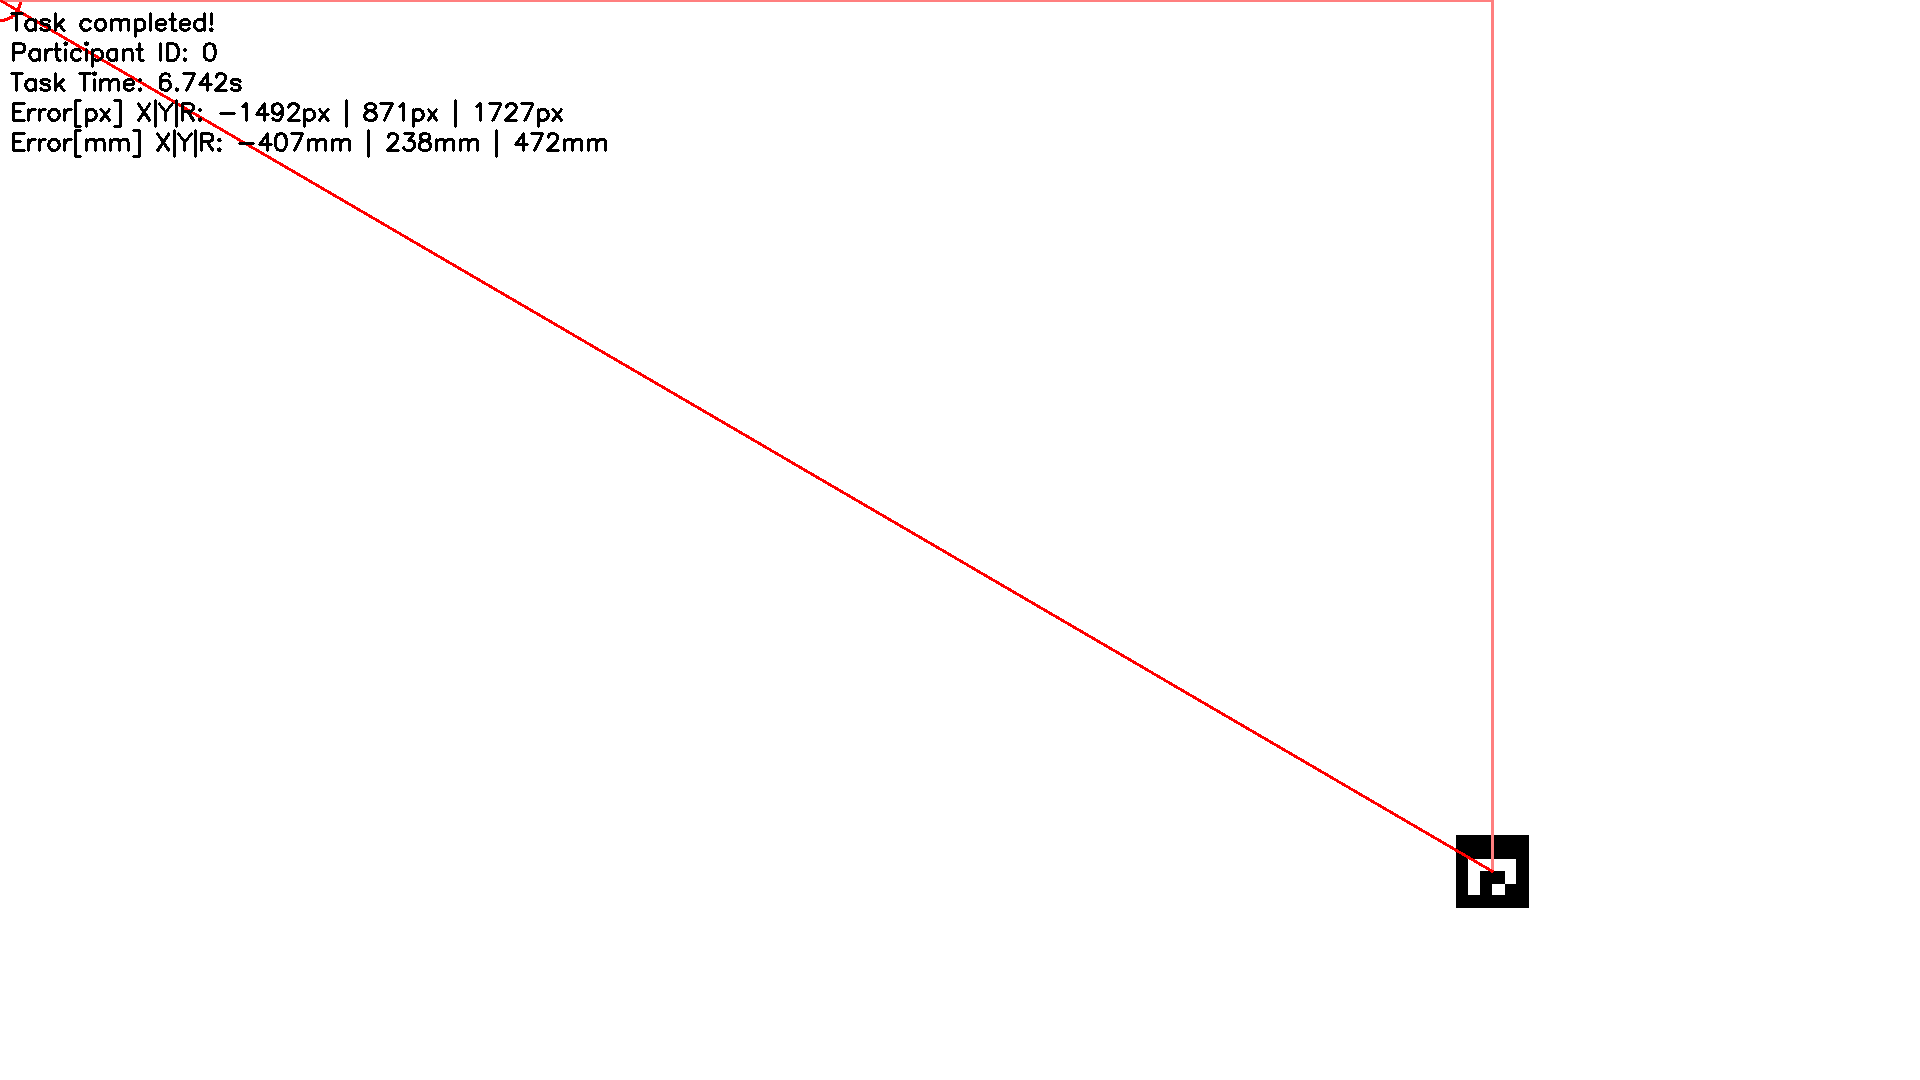 Task completed!
Participant ID: 0
Task Time: 6.742s
Error[px] X|Y|R: -1492px | 871px | 1727px
Error[mm] X|Y|R: -407mm | 238mm | 472mm